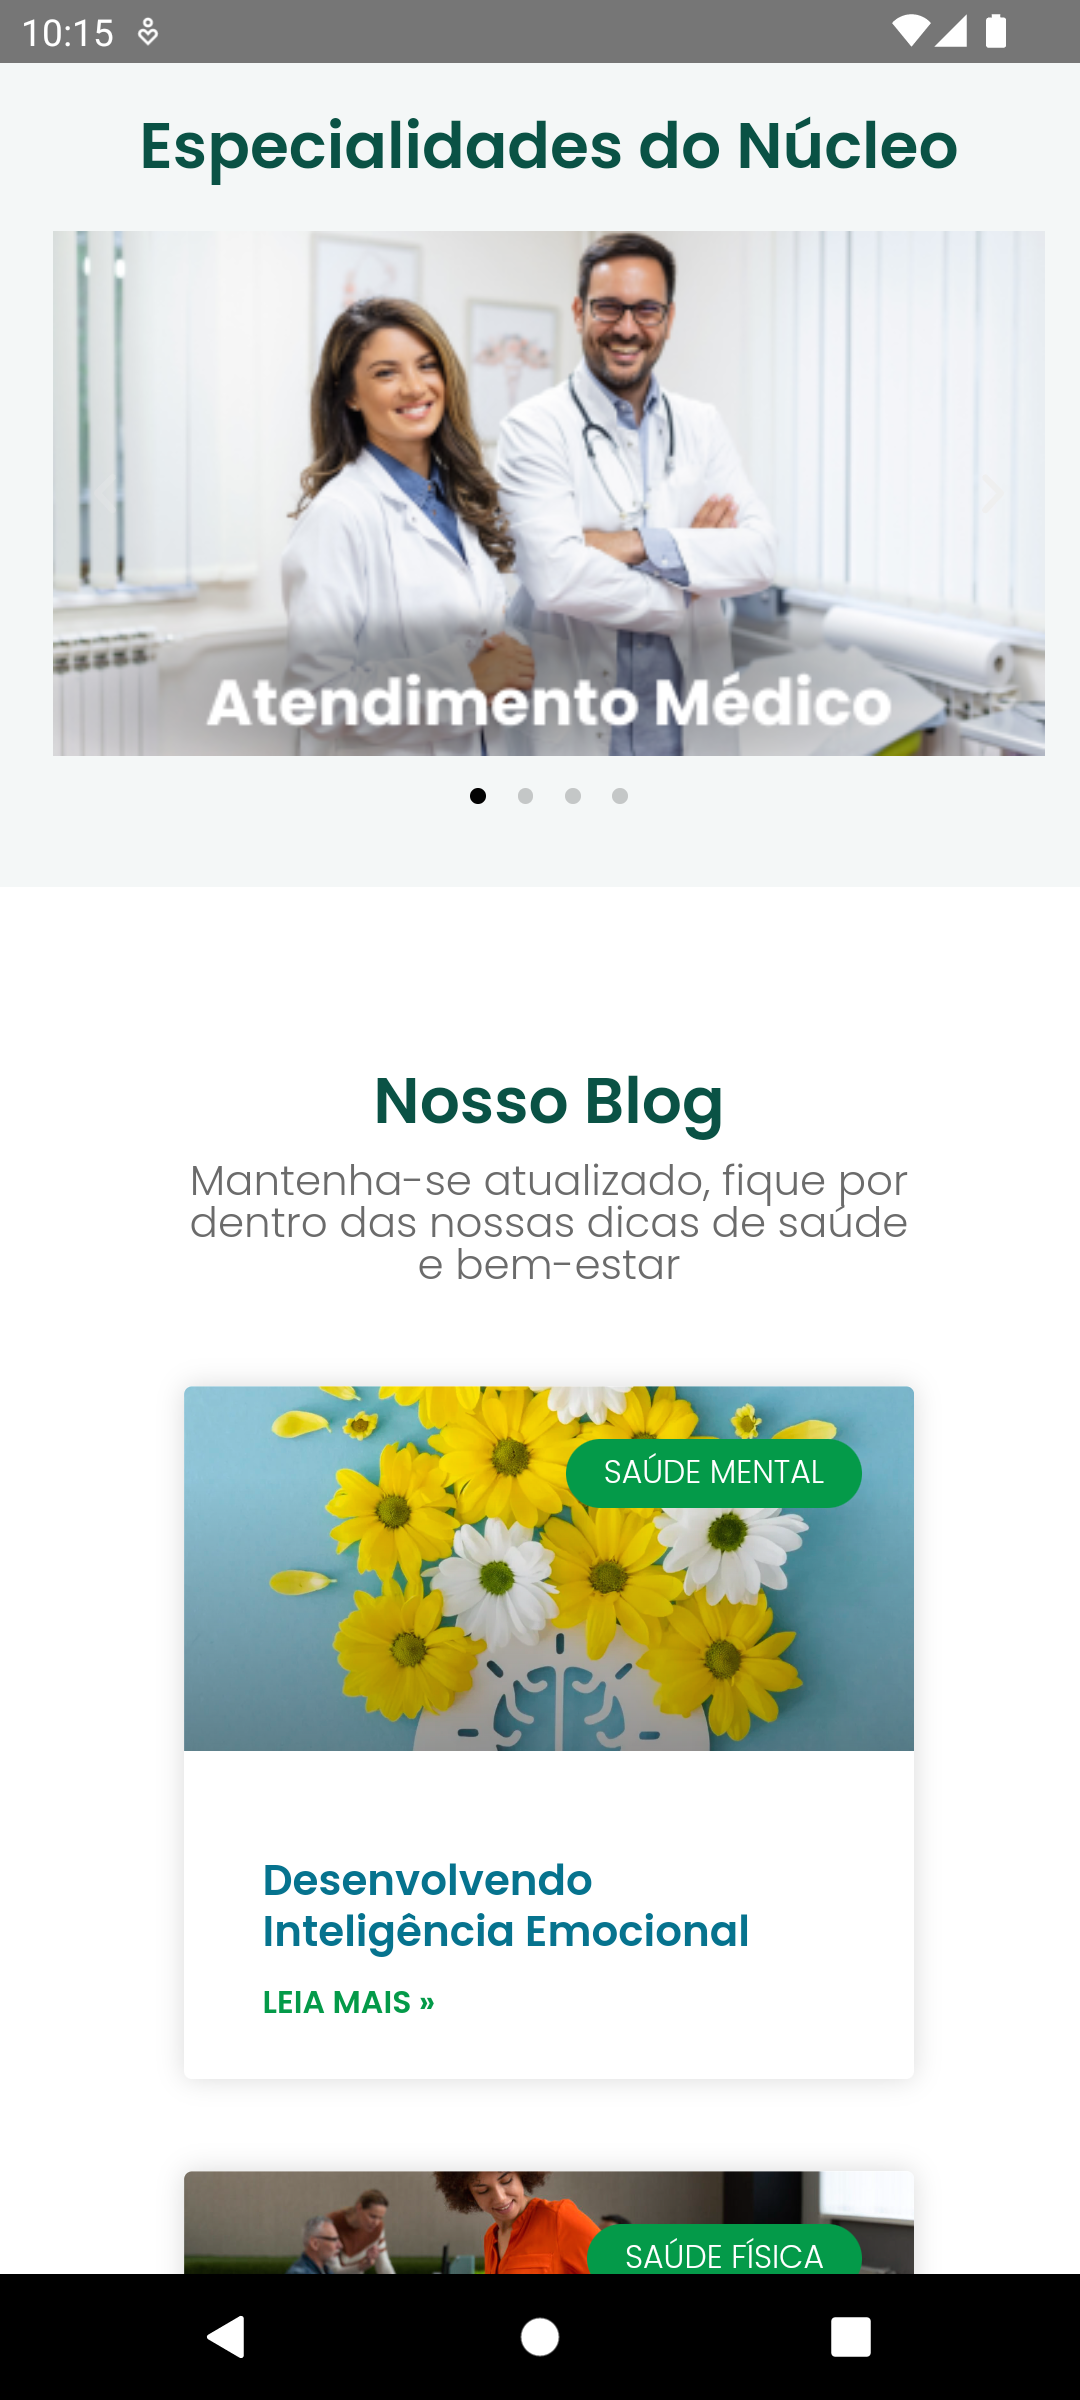 10:15
Especialidades do Núcleo
Atendimento Médico
Nosso Blog
Mantenha-se atualizado, fique por
dentro das nossas dicas de saúde
e bem-estar
SAÚDE MENTAL
Desenvolvendo
Inteligência Emocional
LEIA MAIS »
SAÚDE FÍSICA